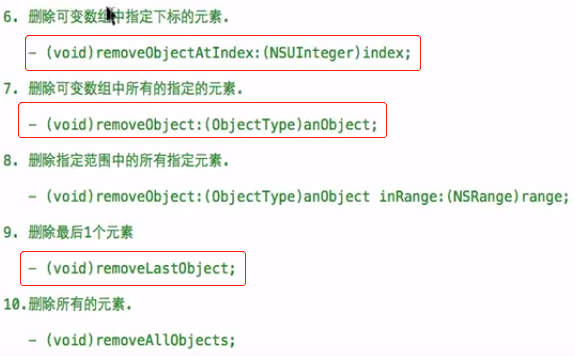 6. 删除可变数组中指定下标的元素.
- (void)removeObjectAtIndex:(NSUInteger)index;
7. 删除可变数组中所有的指定的元素.
- (void)removeObject:(ObjectType)anObject;
8. 删除指定范围中的所有指定元素.
- (void)removeObject:(ObjectType)anObject inRange:(NSRange)range;
9. 删除最后1个元素
- (void)removeLastObject;
10.删除所有的元素.
- (void)removeAllObjects;